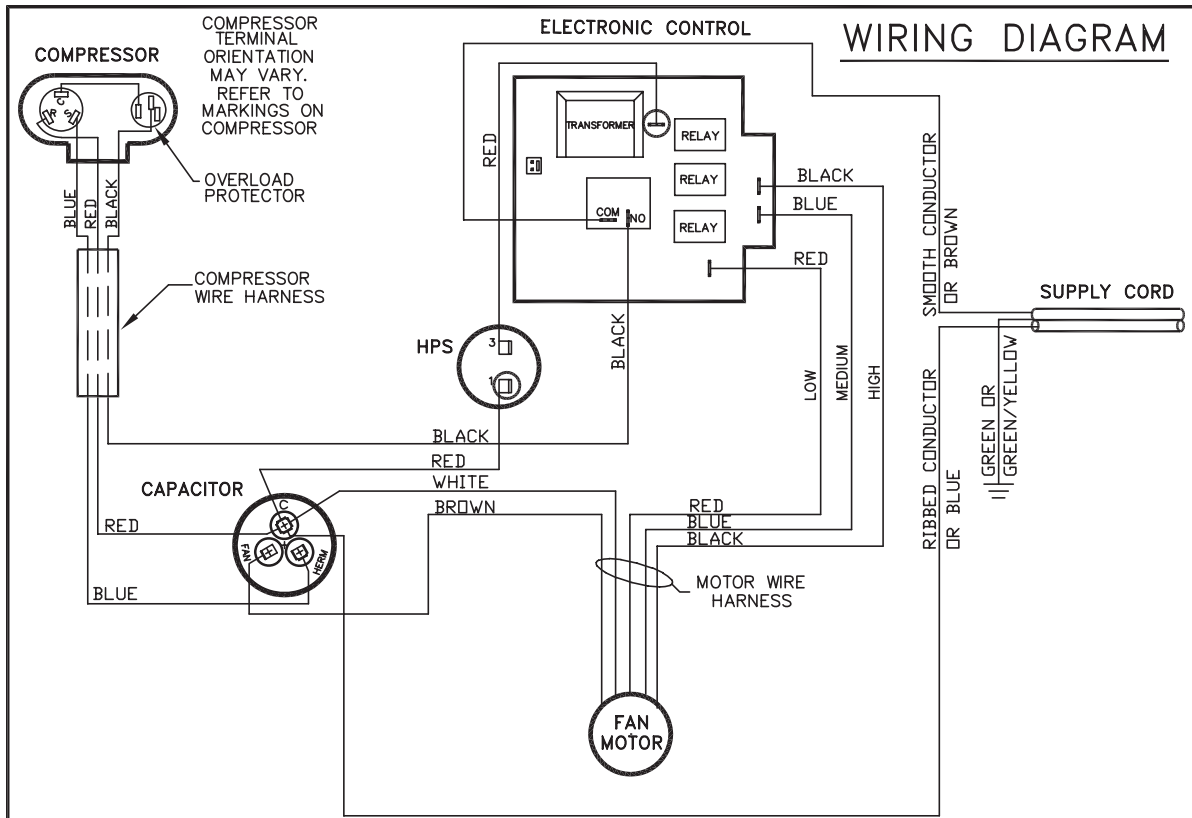 WIRING DIAGRAM
COMPRESSOR
COMPRESSOR
TERMINAL
ORIENTATION
MAY VARY.
REFER TO
MARKINGS ON
COMPRESSOR
C
R
S
OVERLOAD
PROTECTOR
BLUE
RED
BLACK
COMPRESSOR
WIRE HARNESS
ELECTRONIC CONTROL
TRANSFORMER
RELAY
RELAY
RELAY
COM
NO
RED
BLACK
BLACK
BLUE
RED
LOW
MEDIUM
HIGH
SMOOTH CONDUCTOR
OR BROWN
SUPPLY CORD
GREEN OR
GREEN/YELLOW
RIBBED CONDUCTOR
OR BLUE
HPS
3
1
BLACK
RED
WHITE
BROWN
CAPACITOR
C
FAN
HERM
RED
BLUE
RED
BLUE
BLACK
MOTOR WIRE
HARNESS
FAN
MOTOR